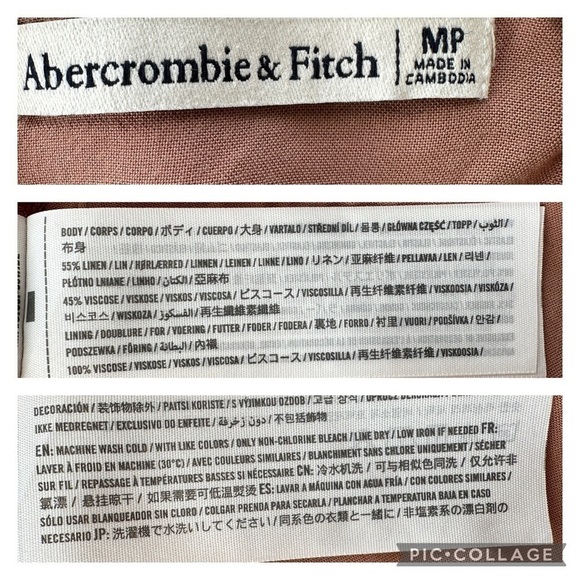 Abercrombie & Fitch | MP
MADE IN
CAMBODIA
BODY / CORPS / CORPO / ボディ / CUERPO / 大身 / VARTALO / STŘEDNÍ DÍL / 몸통 / GŁÓWNA CZĘŚĆ / TOPP / الثوب /
布身
55% LINEN / LIN / HØRLÆRRED / LINNEN / LEINEN / LINNE / LINO / リネン / 亚麻纤维 / PELLAVAA / LEN / 리넨 /
PŁÓTNO LNIANE / LINHO / الكتان / 亞麻布
45% VISCOSE / VISKOSE / VISKOS / VISCOSA / ビスコース / VISCOSILLA / 再生纤维素纤维 / VISKOOSIA / VISKÓZA /
비스코스 / WISKOZA / الفسكوز / 再生纖維素纖維
LINING / DOUBLURE / FOR / VOERING / FUTTER / FODER / FODERA / 裏地 / FORRO / 衬里 / VUORI / PODŠÍVKA / 안감 /
PODSZEWKA / FÔRING / البطانة / 內襯
100% VISCOSE / VISKOSE / VISKOS / VISCOSA / ビスコース / VISCOSILLA / 再生纤维素纤维 / VISKOOSIA /
DECORACIÓN / 装饰物除外 / PAITSI KORISTE / S VÝJIMKOU OZDOB /
IKKE MEDREGNET / EXCLUSIVO DO ENFEITE / دون زخرفة / 不包括飾物
EN: MACHINE WASH COLD / WITH LIKE COLORS / ONLY NON-CHLORINE BLEACH / LINE DRY / LOW IRON IF NEEDED FR:
LAVER À FROID EN MACHINE (30°C) / AVEC COULEURS SIMILAIRES / BLANCHIMENT SANS CHLORE UNIQUEMENT / SÉCHER
SUR FIL / REPASSAGE À TEMPÉRATURES BASSES SI NÉCESSAIRE CN: 冷水机洗 / 可与相似色同洗 / 仅允许非
氯漂 / 悬挂晾干 / 如果需要可低温熨烫 ES: LAVAR A MÁQUINA CON AGUA FRÍA / CON COLORES SIMILARES /
SÓLO USAR BLANQUEADOR SIN CLORO / COLGAR PRENDA PARA SECARLA / PLANCHAR A TEMPERATURA BAJA EN CASO
NECESARIO JP: 洗濯機で水洗いしてください / 同系色の衣類と一緒に / 非塩素系の漂白剤の
PIC•COLLAGE